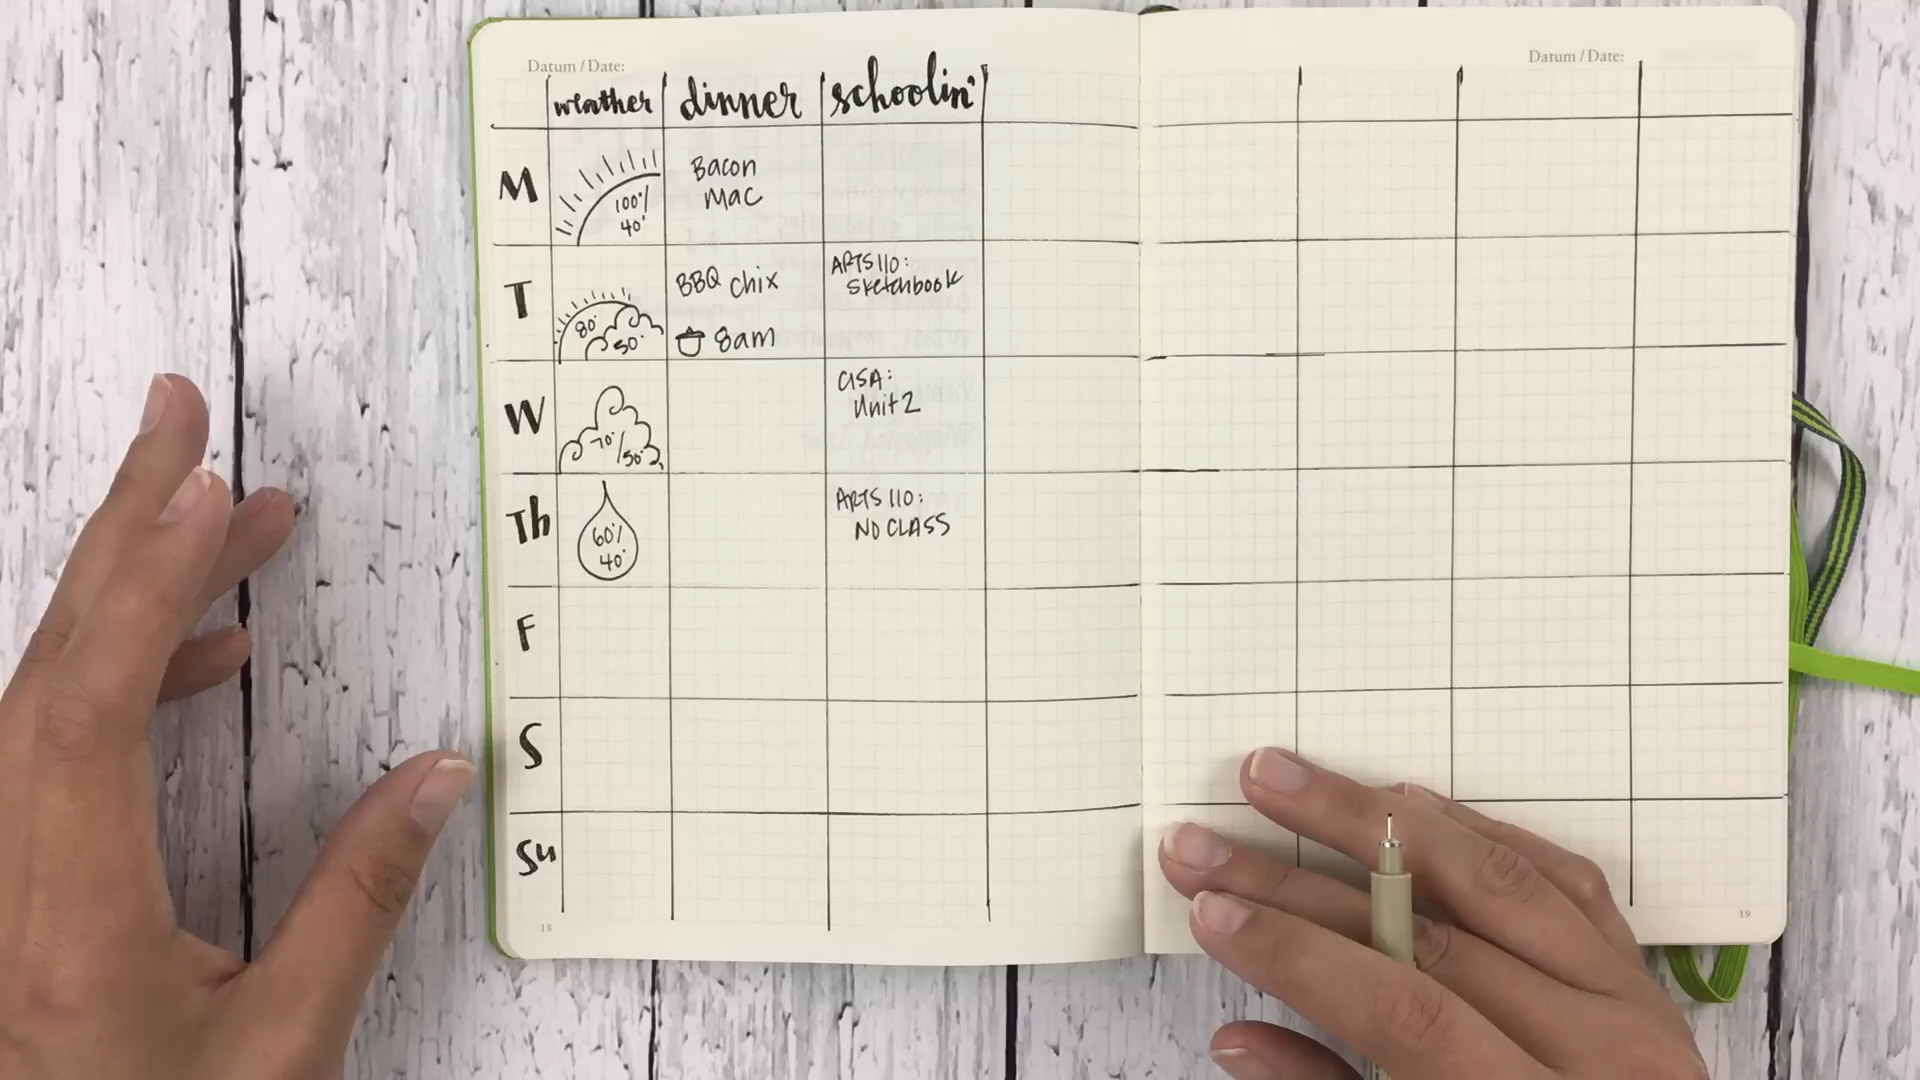 Datum / Date:
Datum / Date:
weather dinner schoolin'
M
100°/
40°
Bacon
Mac
T
80°
50°
BBQ chix
8am
ARTS 110:
Sketchbook
W
70°/
50°
Unit 2
Th
60°/
40°
ARTS 110:
NO CLASS
F
S
Su
18
19